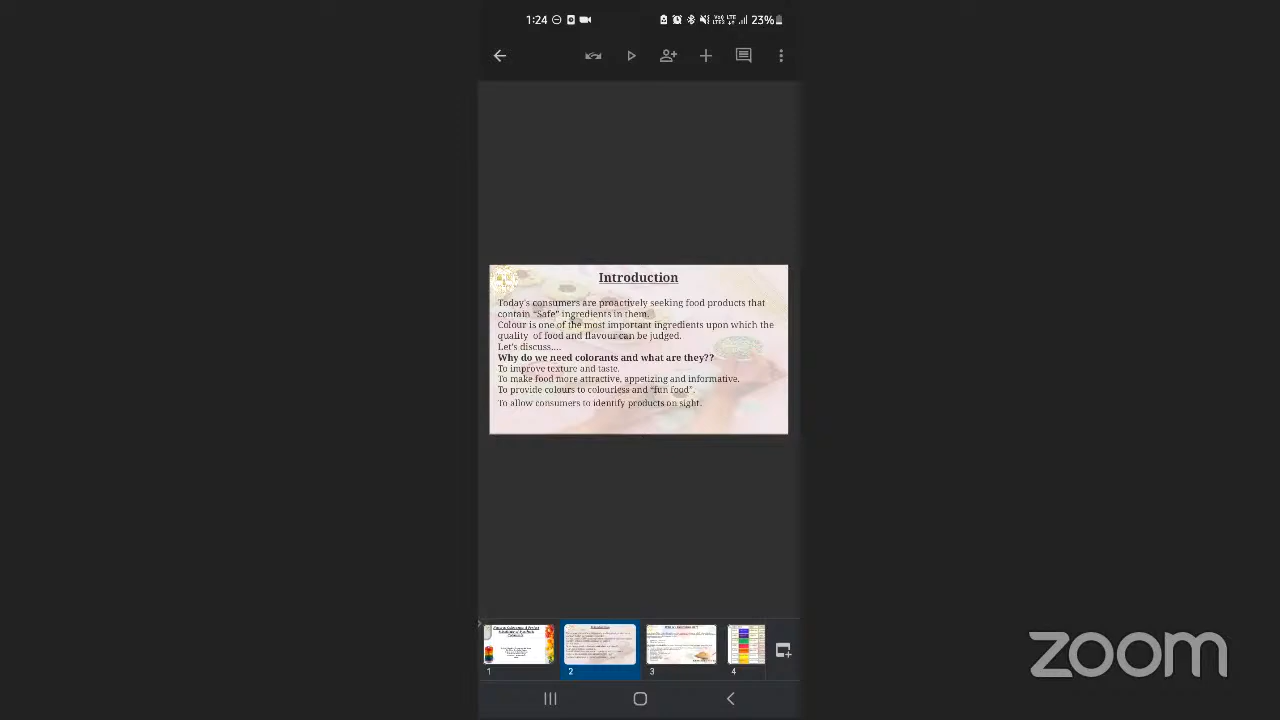 1:24
23%
Introduction
Today's consumers are proactively seeking food products that
contain “Safe” ingredients in them.
Colour is one of the most important ingredients upon which the
quality of food and flavour can be judged.
Let's discuss....
Why do we need colorants and what are they??
To improve texture and taste.
To make food more attractive, appetizing and informative.
To provide colours to colourless and “fun food”.
To allow consumers to identify products on sight.
1
2
3
4
zoom